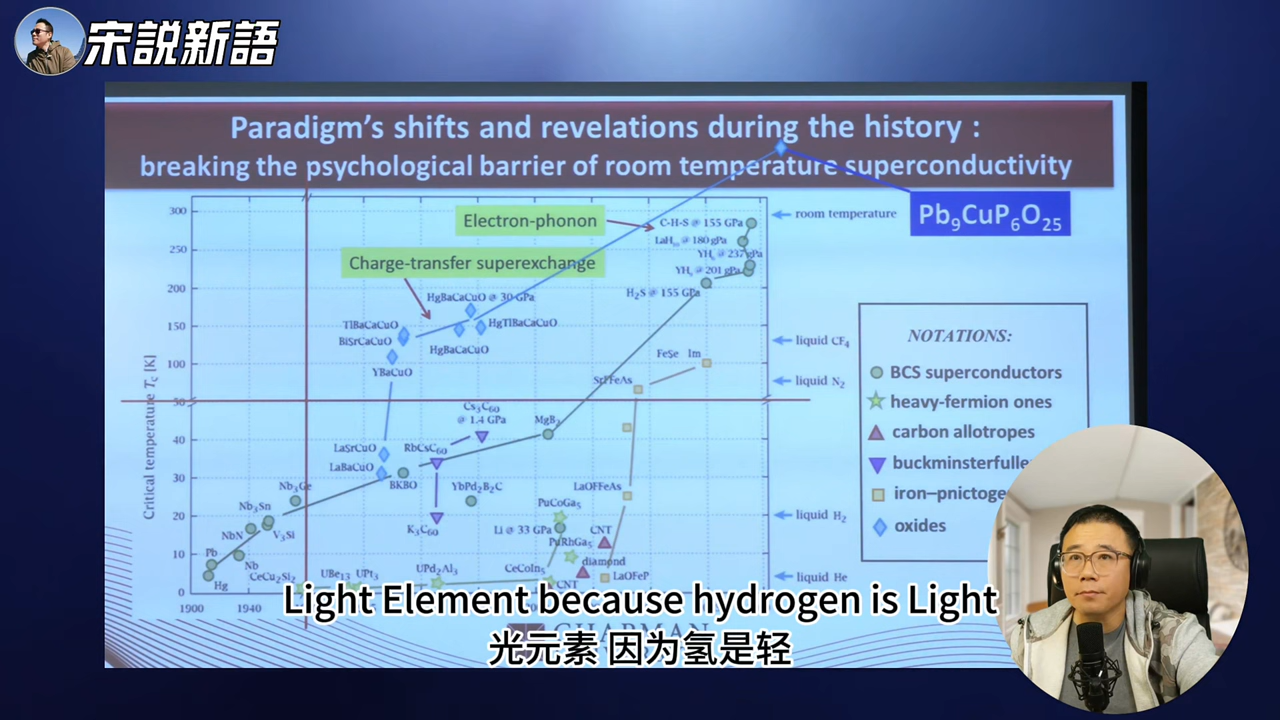 宋説新語
Paradigm's shifts and revelations during the history :
breaking the psychological barrier of room temperature superconductivity
Pb9CuP6O25
Electron-phonon
Charge-transfer superexchange
300
250
200
150
100
50
40
30
20
10
0
1900
1940
Critical temperature Tc [K]
C-H-S @ 155 GPa
@ 180 gPa
@ 237 gPa
@ 201 gPa
H2S @ 155 GPa
HgBaCaCuO @ 30 GPa
TlBaCaCuO
HgTlBaCaCuO
BiSrCaCuO
HgBaCaCuO
YBaCuO
FeSe
Im
SrFFeAs
Cs3C60
@ 1.4 GPa
MgB2
LaSrCuO
RbCsC60
LaBaCuO
BKBO
YbPd2B2C
LaOFFeAs
Nb3Ge
Nb3Sn
NbN
V3Si
K3C60
PuCoGa5
Li @ 33 GPa
CNT
PuRhGa5
Pb
Nb
Hg
CeCu2Si2
UBe13
UPt3
UPd2Al3
CeCoIn5
diamond
CNT
LaOFeP
room temperature
liquid CF4
liquid N2
liquid H2
liquid He
NOTATIONS:
BCS superconductors
heavy-fermion ones
carbon allotropes
buckminsterfulle
iron–pnictoge
oxides
Light Element because hydrogen is Light
光元素 因为氢是轻